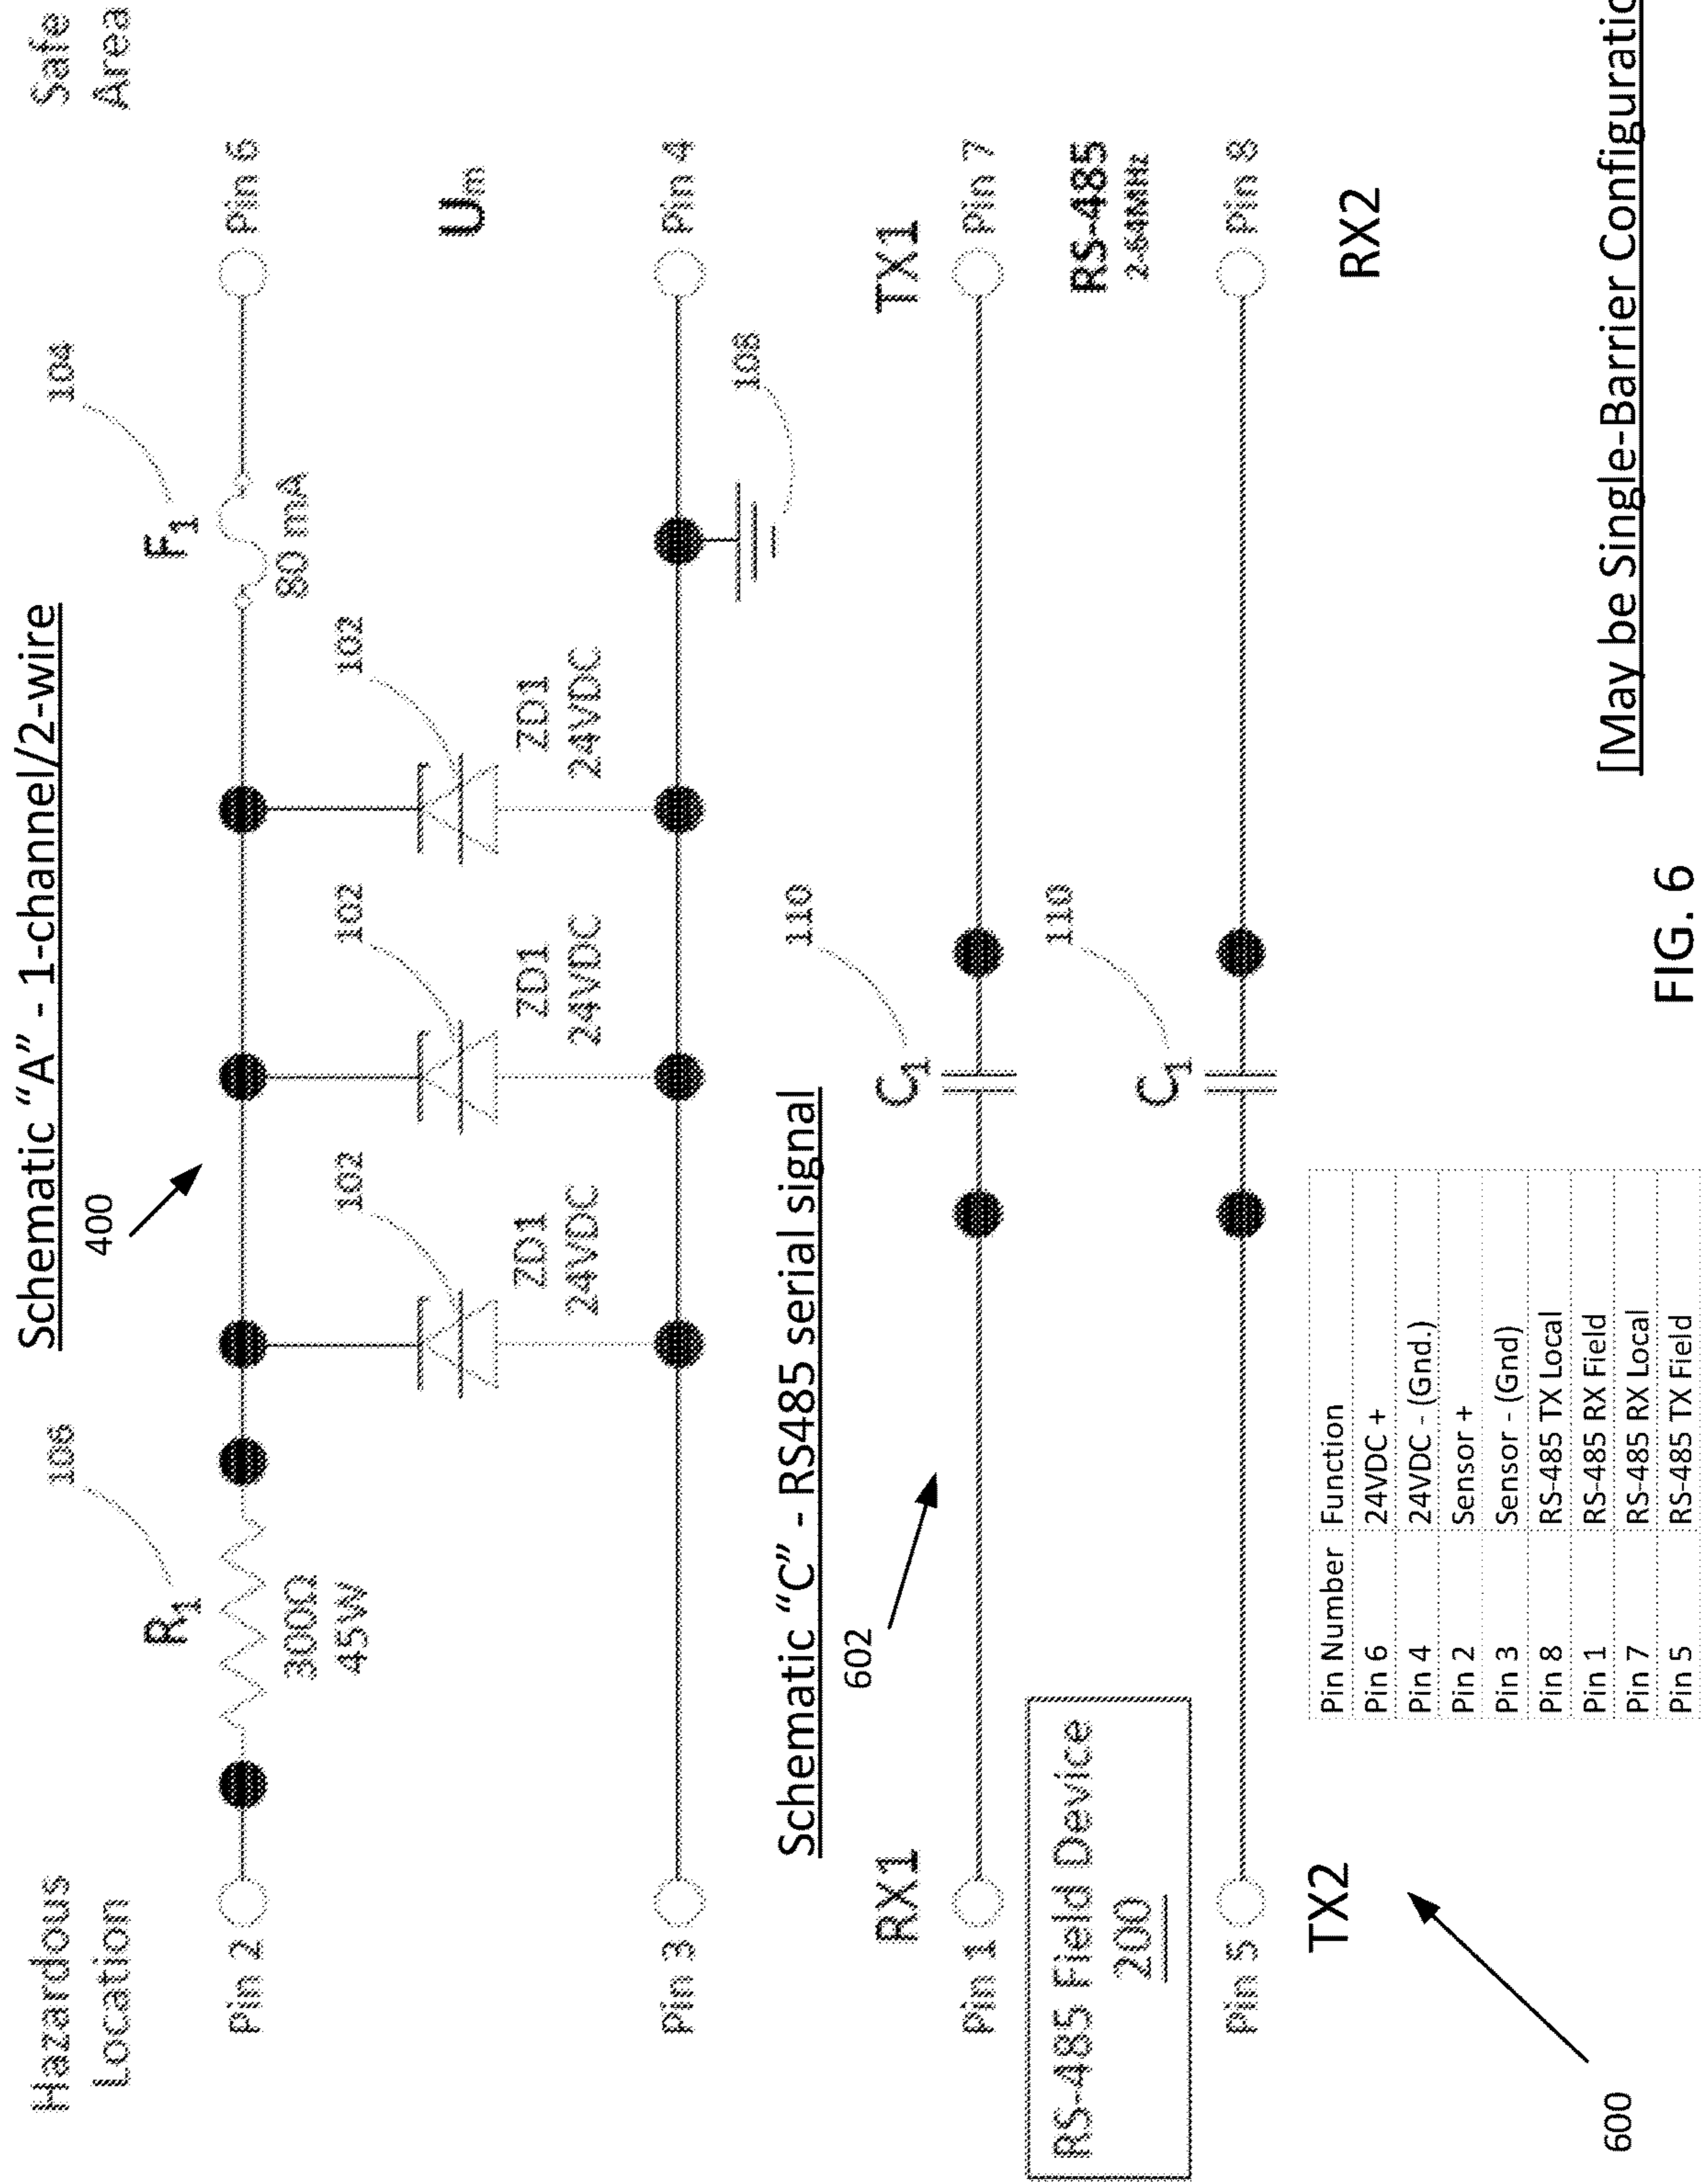 Schematic “A” - 1-channel/2-wire
Hazardous
Location
Safe
Area
400
106
104
R1
300Ω
45W
F1
80 mA
Pin 2
Pin 6
102
102
102
ZD1
24VDC
ZD1
24VDC
ZD1
24VDC
Um
Pin 3
Pin 4
108
Schematic “C” - RS485 serial signal
602
110
RX1
C1
TX1
Pin 1
Pin 7
RS-485 Field Device
200
RS-485
2-64MHz
110
C1
Pin 5
Pin 8
TX2
RX2
Pin Number Function
Pin 6 24VDC +
Pin 4 24VDC - (Gnd.)
Pin 2 Sensor +
Pin 3 Sensor - (Gnd)
Pin 8 RS-485 TX Local
Pin 1 RS-485 RX Field
Pin 7 RS-485 RX Local
Pin 5 RS-485 TX Field
600
[May be Single-Barrier Configuratio
FIG. 6